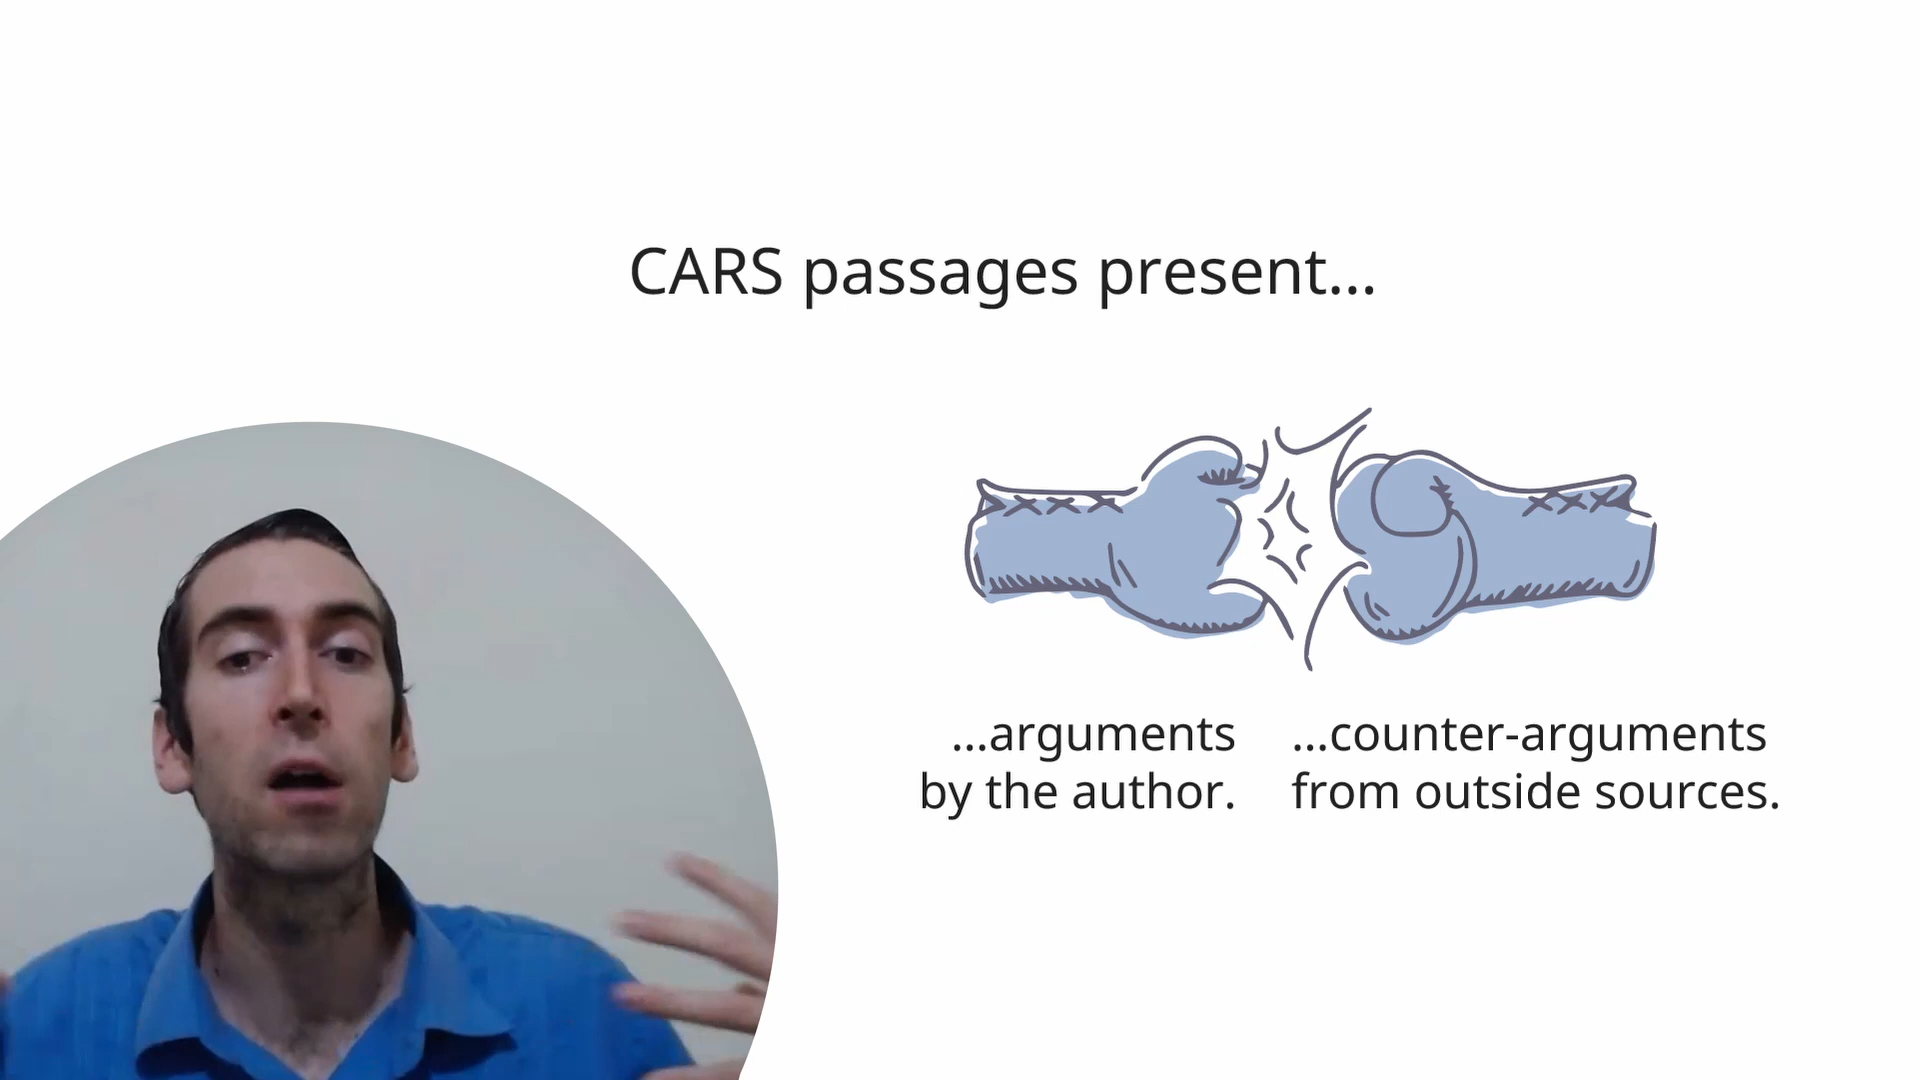 CARS passages present...
...arguments
by the author.
...counter-arguments
from outside sources.